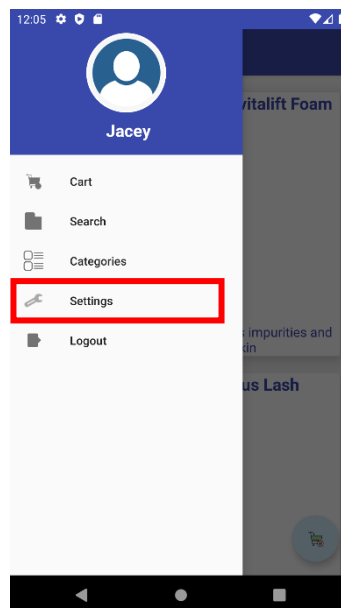 12:05
Jacey
vitalift Foam
Cart
Search
Categories
Settings
impurities and
kin
Logout
us Lash